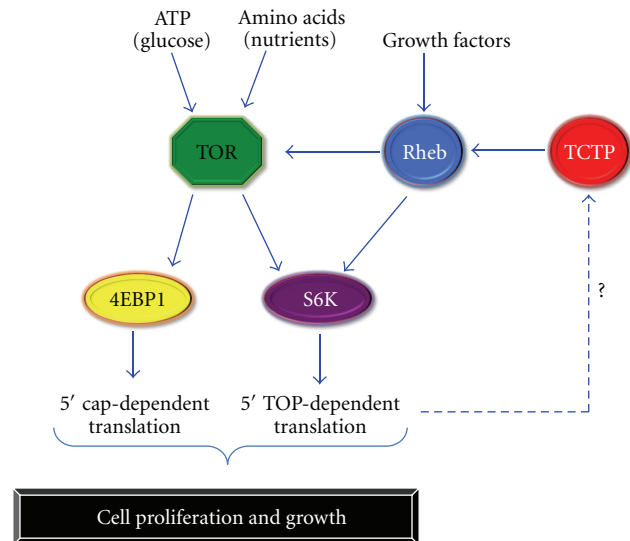 ATP
(glucose)
Amino acids
(nutrients)
Growth factors
TOR
Rheb
TCTP
4EBP1
S6K
?
5′ cap-dependent
translation
5′ TOP-dependent
translation
Cell proliferation and growth